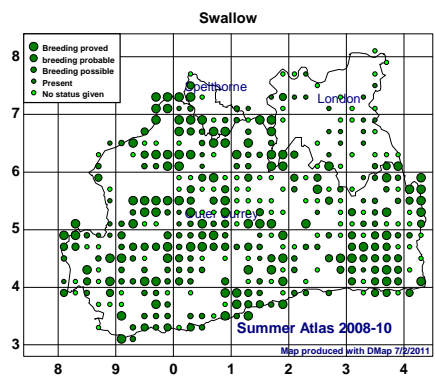 Swallow
Breeding proved
breeding probable
Breeding possible
Present
No status given
8
7
6
5
4
3
Spelthorne
London
Outer Surrey
Summer Atlas 2008-10
Map produced with DMap 7/2/2011
8 9 0 1 2 3 4